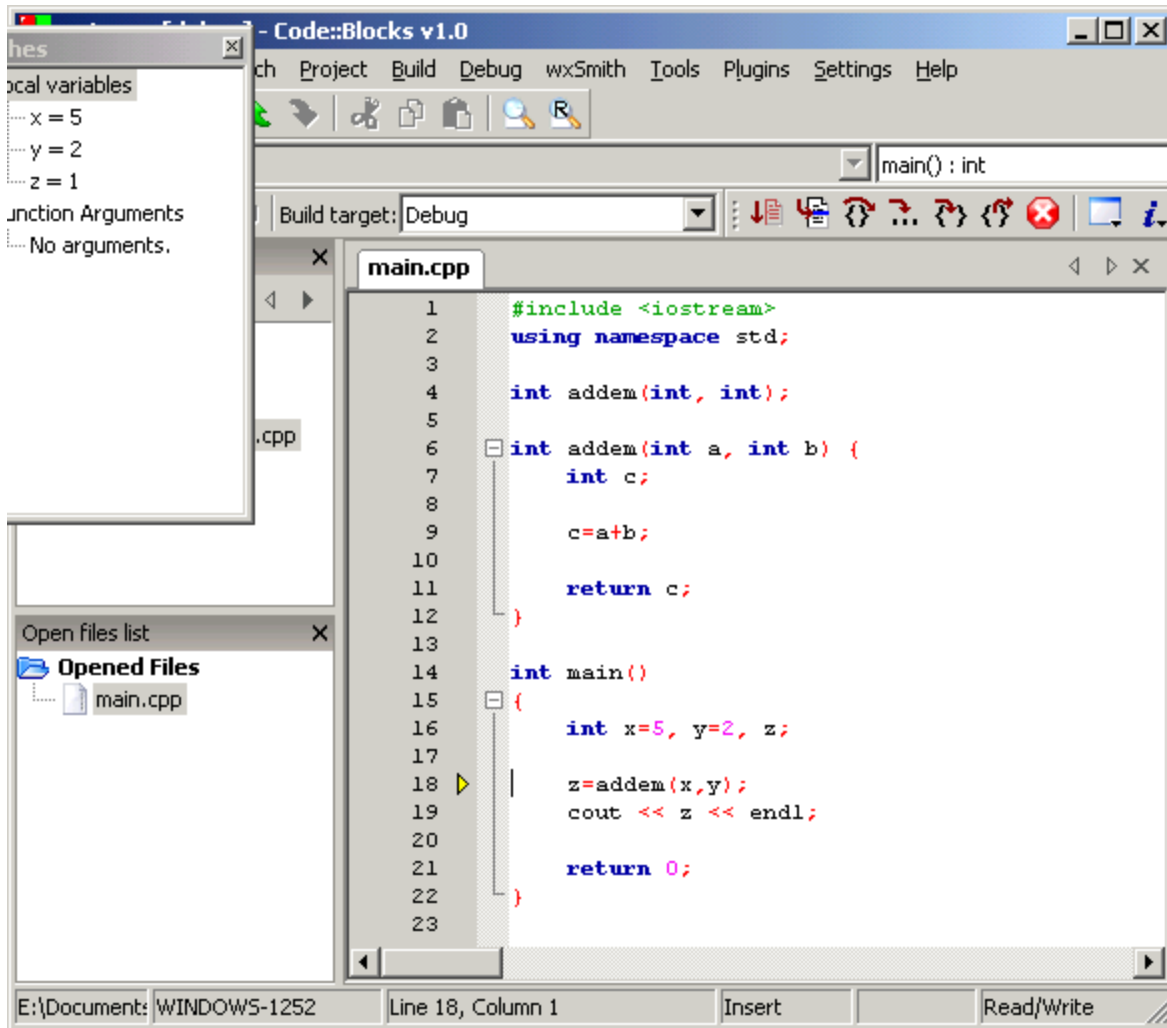 - Code::Blocks v1.0
hes
ch Project Build Debug wxSmith Tools Plugins Settings Help
ocal variables
x = 5
y = 2
z = 1
unction Arguments
No arguments.
main() : int
Build target: Debug
main.cpp
.cpp
1 #include <iostream>
2 using namespace std;
3
4 int addem(int, int);
5
6 int addem(int a, int b) {
7 int c;
8
9 c=a+b;
10
11 return c;
12 }
13
14 int main()
15 {
16 int x=5, y=2, z;
17
18 z=addem(x,y);
19 cout << z << endl;
20
21 return 0;
22 }
23
Open files list
Opened Files
main.cpp
E:\Documents WINDOWS-1252 Line 18, Column 1 Insert Read/Write